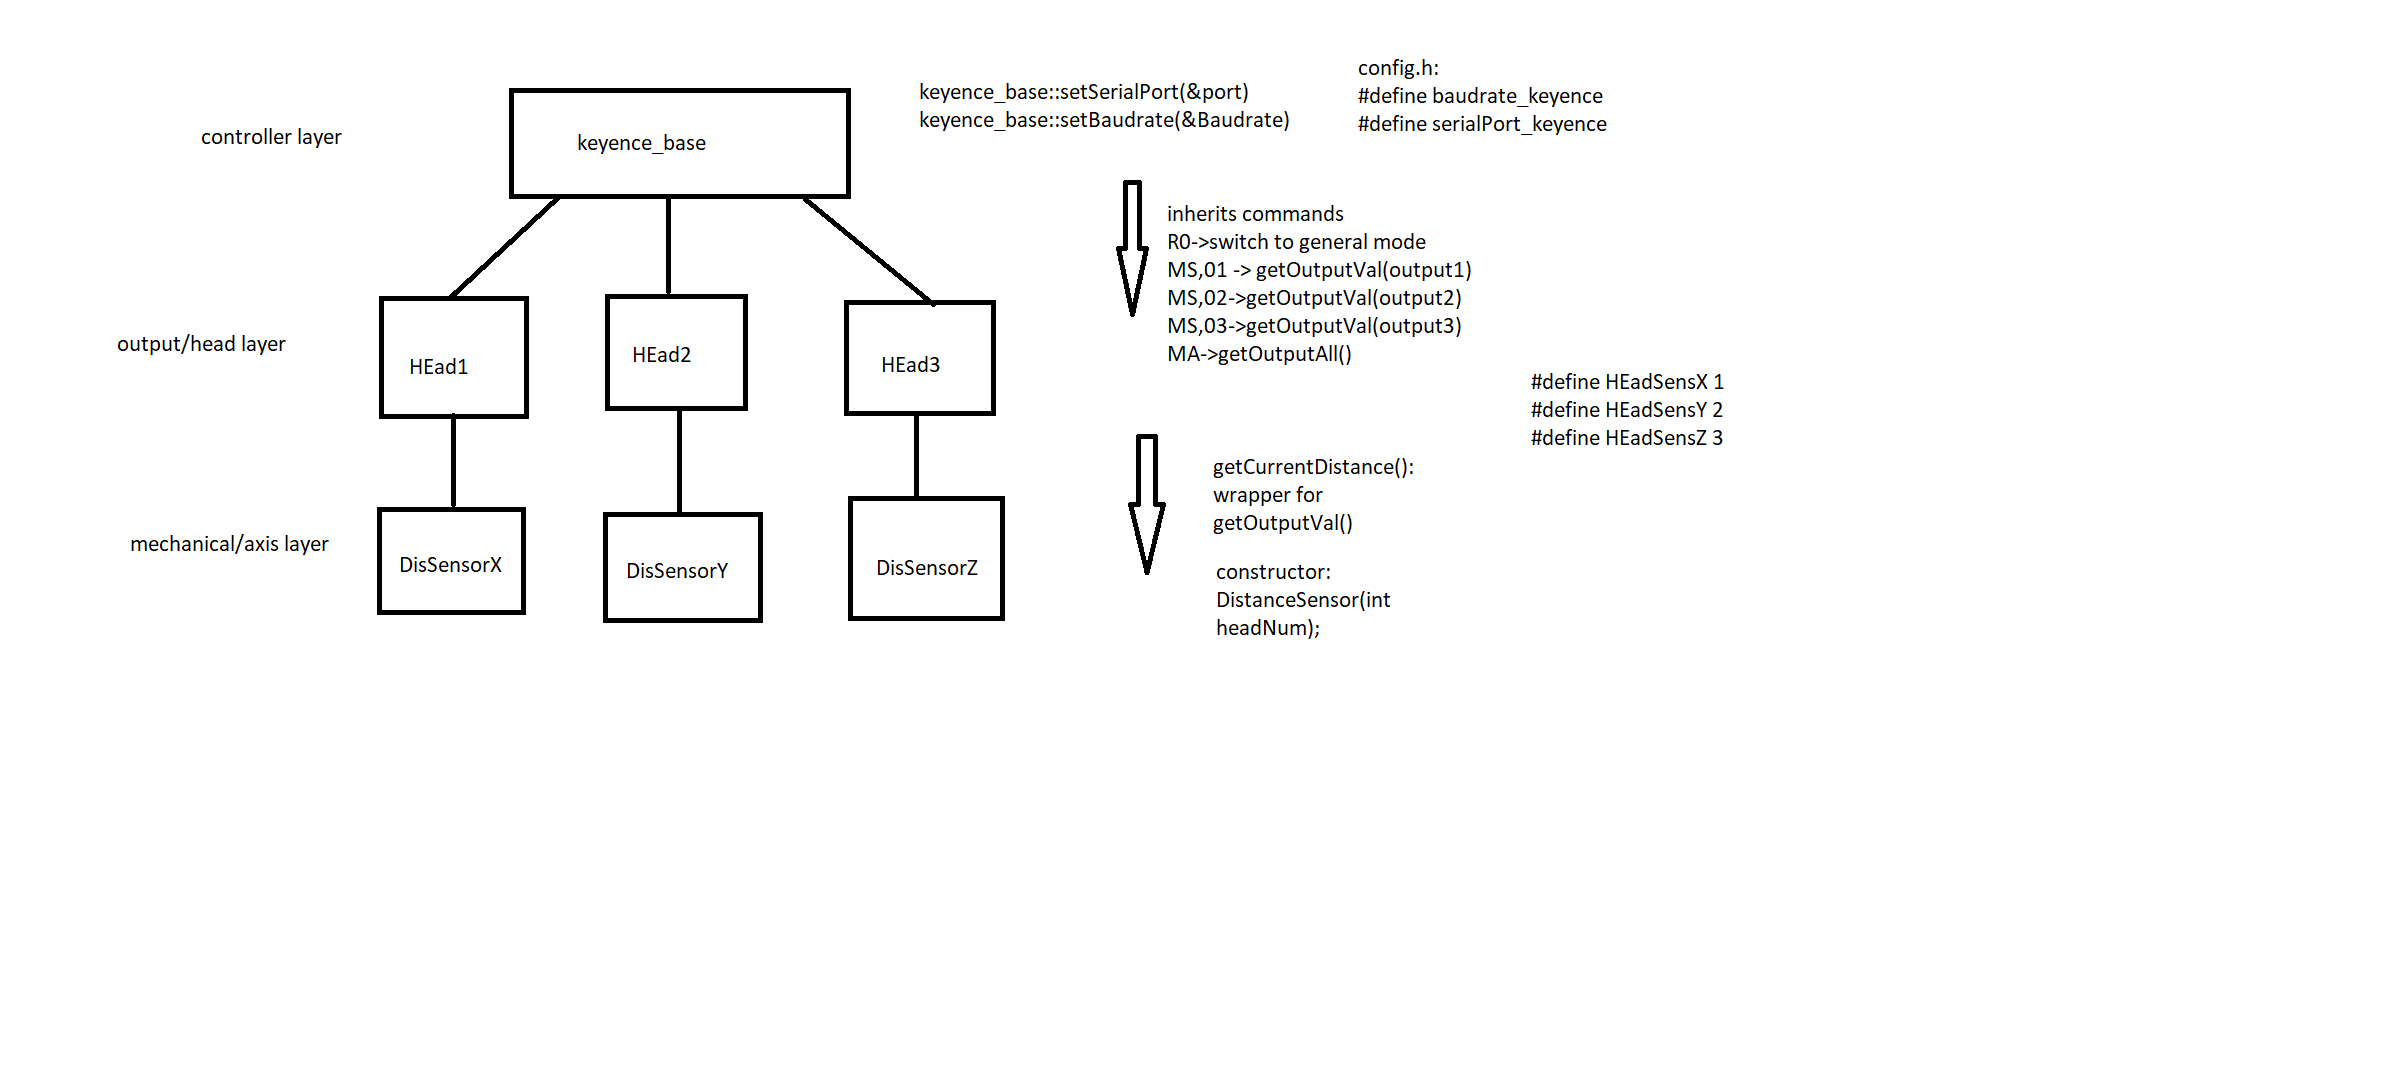 config.h:
keyence_base::setSerialPort(&port)
#define baudrate_keyence
keyence_base::setBaudrate(&Baudrate)
#define serialPort_keyence
controller layer
keyence_base
inherits commands
R0->switch to general mode
MS,01 -> getOutputVal(output1)
MS,02->getOutputVal(output2)
MS,03->getOutputVal(output3)
MA->getOutputAll()
output/head layer
HEad1
HEad2
HEad3
#define HEadSensX 1
#define HEadSensY 2
#define HEadSensZ 3
getCurrentDistance():
wrapper for
getOutputVal()
mechanical/axis layer
DisSensorX
DisSensorY
DisSensorZ
constructor:
DistanceSensor(int
headNum);